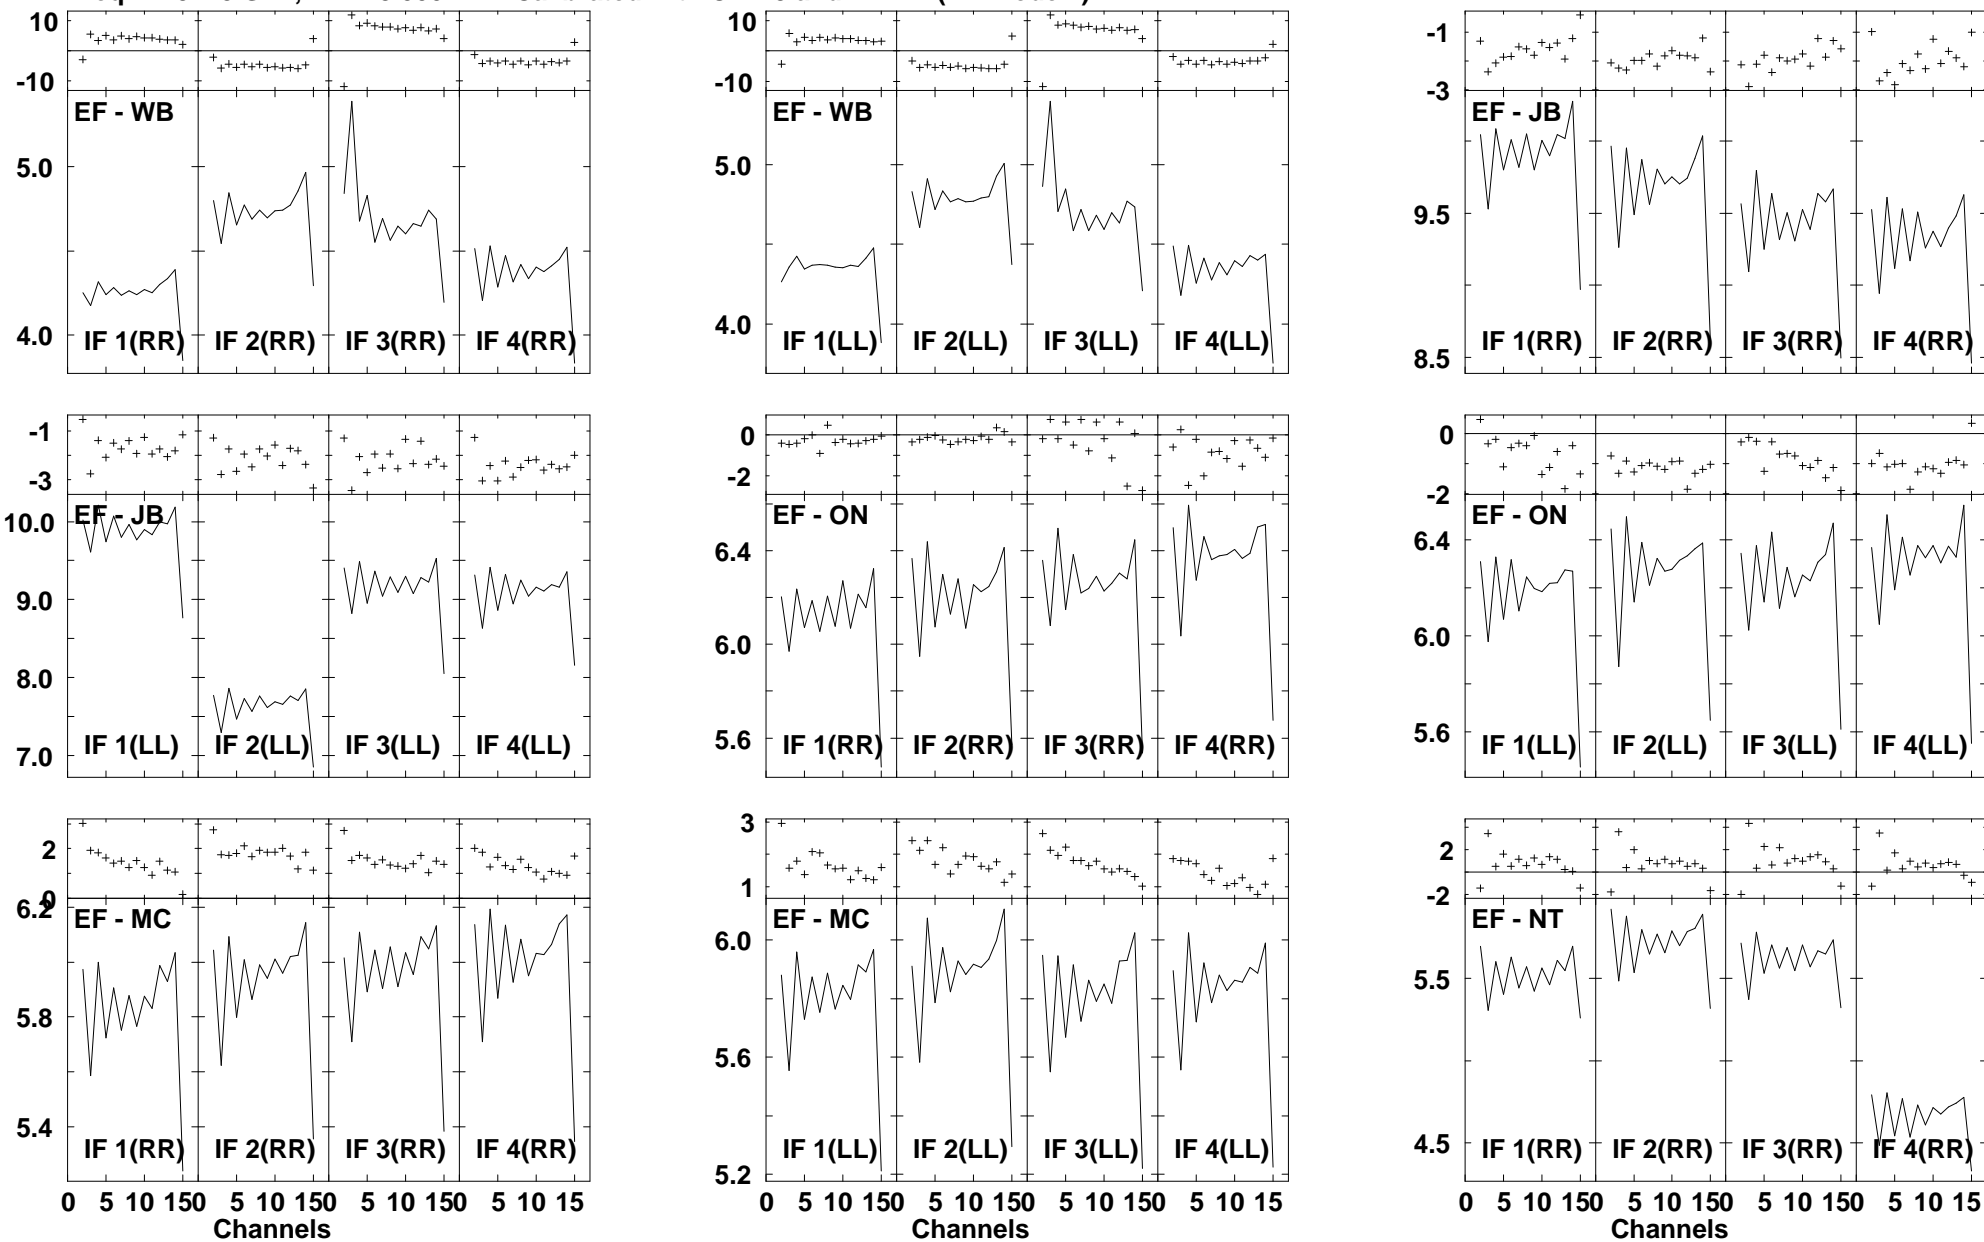 10
-10
EF - WB
5.0
4.0
IF 1(RR) IF 2(RR) IF 3(RR) IF 4(RR)
10
-10
EF - WB
5.0
4.0
IF 1(LL) IF 2(LL) IF 3(LL) IF 4(LL)
-1
-3
EF - JB
9.5
8.5
IF 1(RR) IF 2(RR) IF 3(RR) IF 4(RR)
-1
-3
EF - JB
10.0
9.0
8.0
7.0
IF 1(LL) IF 2(LL) IF 3(LL) IF 4(LL)
0
-2
EF - ON
6.4
6.0
5.6
IF 1(RR) IF 2(RR) IF 3(RR) IF 4(RR)
0
-2
EF - ON
6.4
6.0
5.6
IF 1(LL) IF 2(LL) IF 3(LL) IF 4(LL)
2
0
6.2
EF - MC
5.8
5.4
IF 1(RR) IF 2(RR) IF 3(RR) IF 4(RR)
0 5 10 150 5 10 150 5 10 150 5 10 15
Channels
3
1
EF - MC
6.0
5.6
5.2
IF 1(LL) IF 2(LL) IF 3(LL) IF 4(LL)
0 5 10 150 5 10 150 5 10 150 5 10 15
Channels
2
-2
EF - NT
5.5
4.5
IF 1(RR) IF 2(RR) IF 3(RR) IF 4(RR)
0 5 10 150 5 10 150 5 10 150 5 10 15
Channels